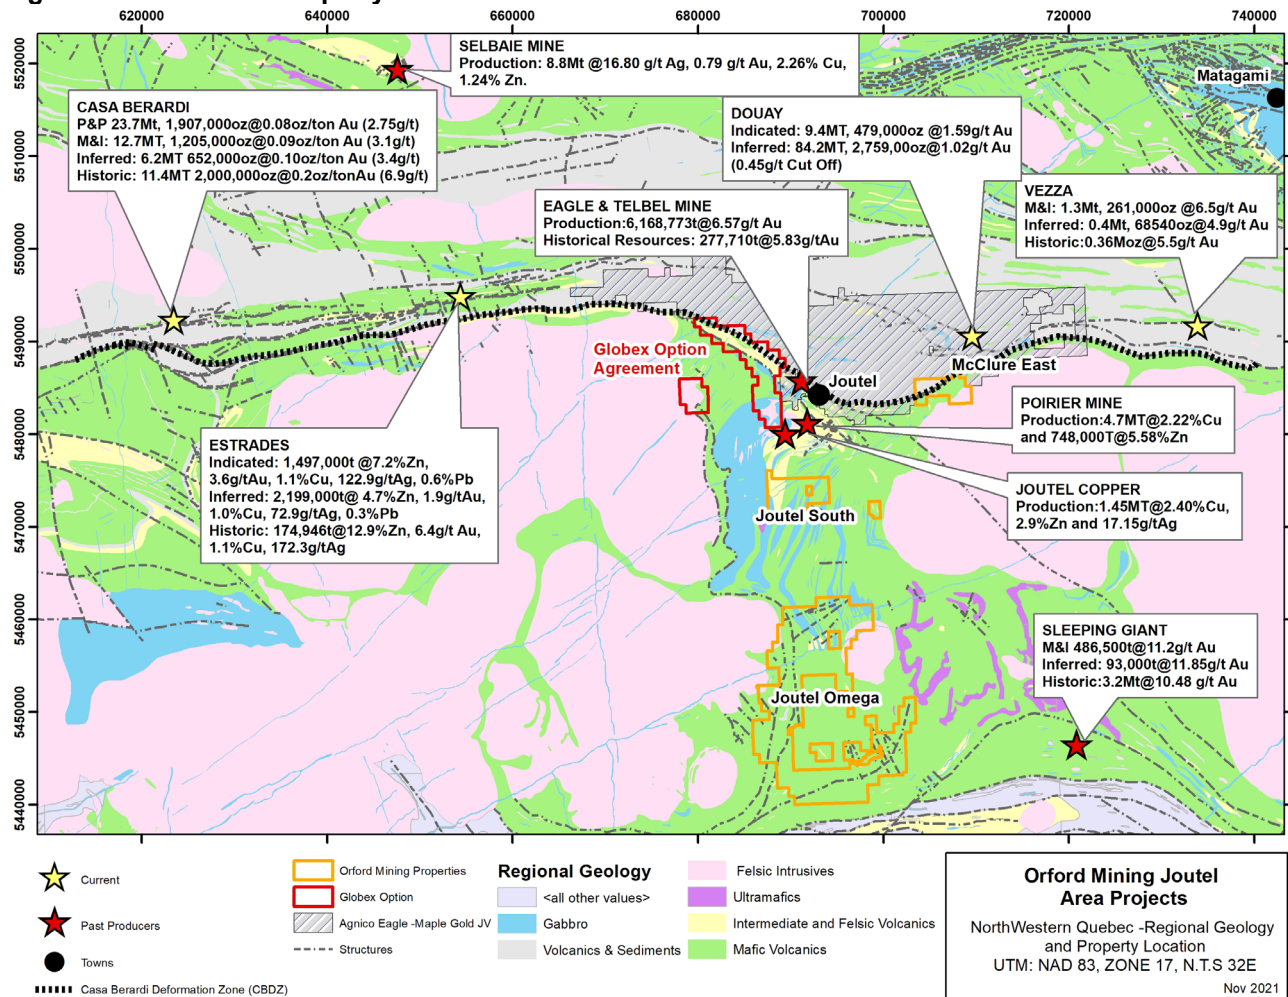 620000
640000
660000
680000
700000
720000
740000
5520000
5510000
5500000
5490000
5480000
5470000
5460000
5450000
5440000
SELBAIE MINE
Production: 8.8Mt @16.80 g/t Ag, 0.79 g/t Au, 2.26% Cu,
1.24% Zn.
Matagami
CASA BERARDI
P&P 23.7Mt, 1,907,000oz@0.08oz/ton Au (2.75g/t)
M&I: 12.7MT, 1,205,000oz@0.09oz/ton Au (3.1g/t)
Inferred: 6.2MT 652,000oz@0.10oz/ton Au (3.4g/t)
Historic: 11.4MT 2,000,000oz@0.2oz/tonAu (6.9g/t)
DOUAY
Indicated: 9.4MT, 479,000oz @1.59g/t Au
Inferred: 84.2MT, 2,759,00oz@1.02g/t Au
(0.45g/t Cut Off)
VEZZA
M&I: 1.3Mt, 261,000oz @6.5g/t Au
Inferred: 0.4Mt, 68540oz@4.9g/t Au
Historic:0.36Moz@5.5g/t Au
EAGLE & TELBEL MINE
Production:6,168,773t@6.57g/t Au
Historical Resources: 277,710t@5.83g/tAu
Globex Option
Agreement
Joutel
McClure East
POIRIER MINE
Production:4.7MT@2.22%Cu
and 748,000T@5.58%Zn
ESTRADES
Indicated: 1,497,000t @7.2%Zn,
3.6g/tAu, 1.1%Cu, 122.9g/tAg, 0.6%Pb
Inferred: 2,199,000t@ 4.7%Zn, 1.9g/tAu,
1.0%Cu, 72.9g/tAg, 0.3%Pb
Historic: 174,946t@12.9%Zn, 6.4g/t Au,
1.1%Cu, 172.3g/tAg
JOUTEL COPPER
Production:1.45MT@2.40%Cu,
2.9%Zn and 17.15g/tAg
Joutel South
SLEEPING GIANT
M&I 486,500t@11.2g/t Au
Inferred: 93,000t@11.85g/t Au
Historic:3.2Mt@10.48 g/t Au
Joutel Omega
Current
Past Producers
Towns
Casa Berardi Deformation Zone (CBDZ)
Orford Mining Properties
Globex Option
Agnico Eagle -Maple Gold JV
Structures
Regional Geology
<all other values>
Gabbro
Volcanics & Sediments
Felsic Intrusives
Ultramafics
Intermediate and Felsic Volcanics
Mafic Volcanics
Orford Mining Joutel
Area Projects
NorthWestern Quebec -Regional Geology
and Property Location
UTM: NAD 83, ZONE 17, N.T.S 32E
Nov 2021